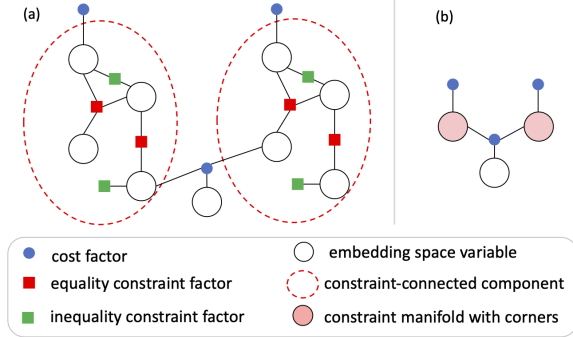 (a)
(b)
cost factor
embedding space variable
equality constraint factor
constraint-connected component
inequality constraint factor
constraint manifold with corners